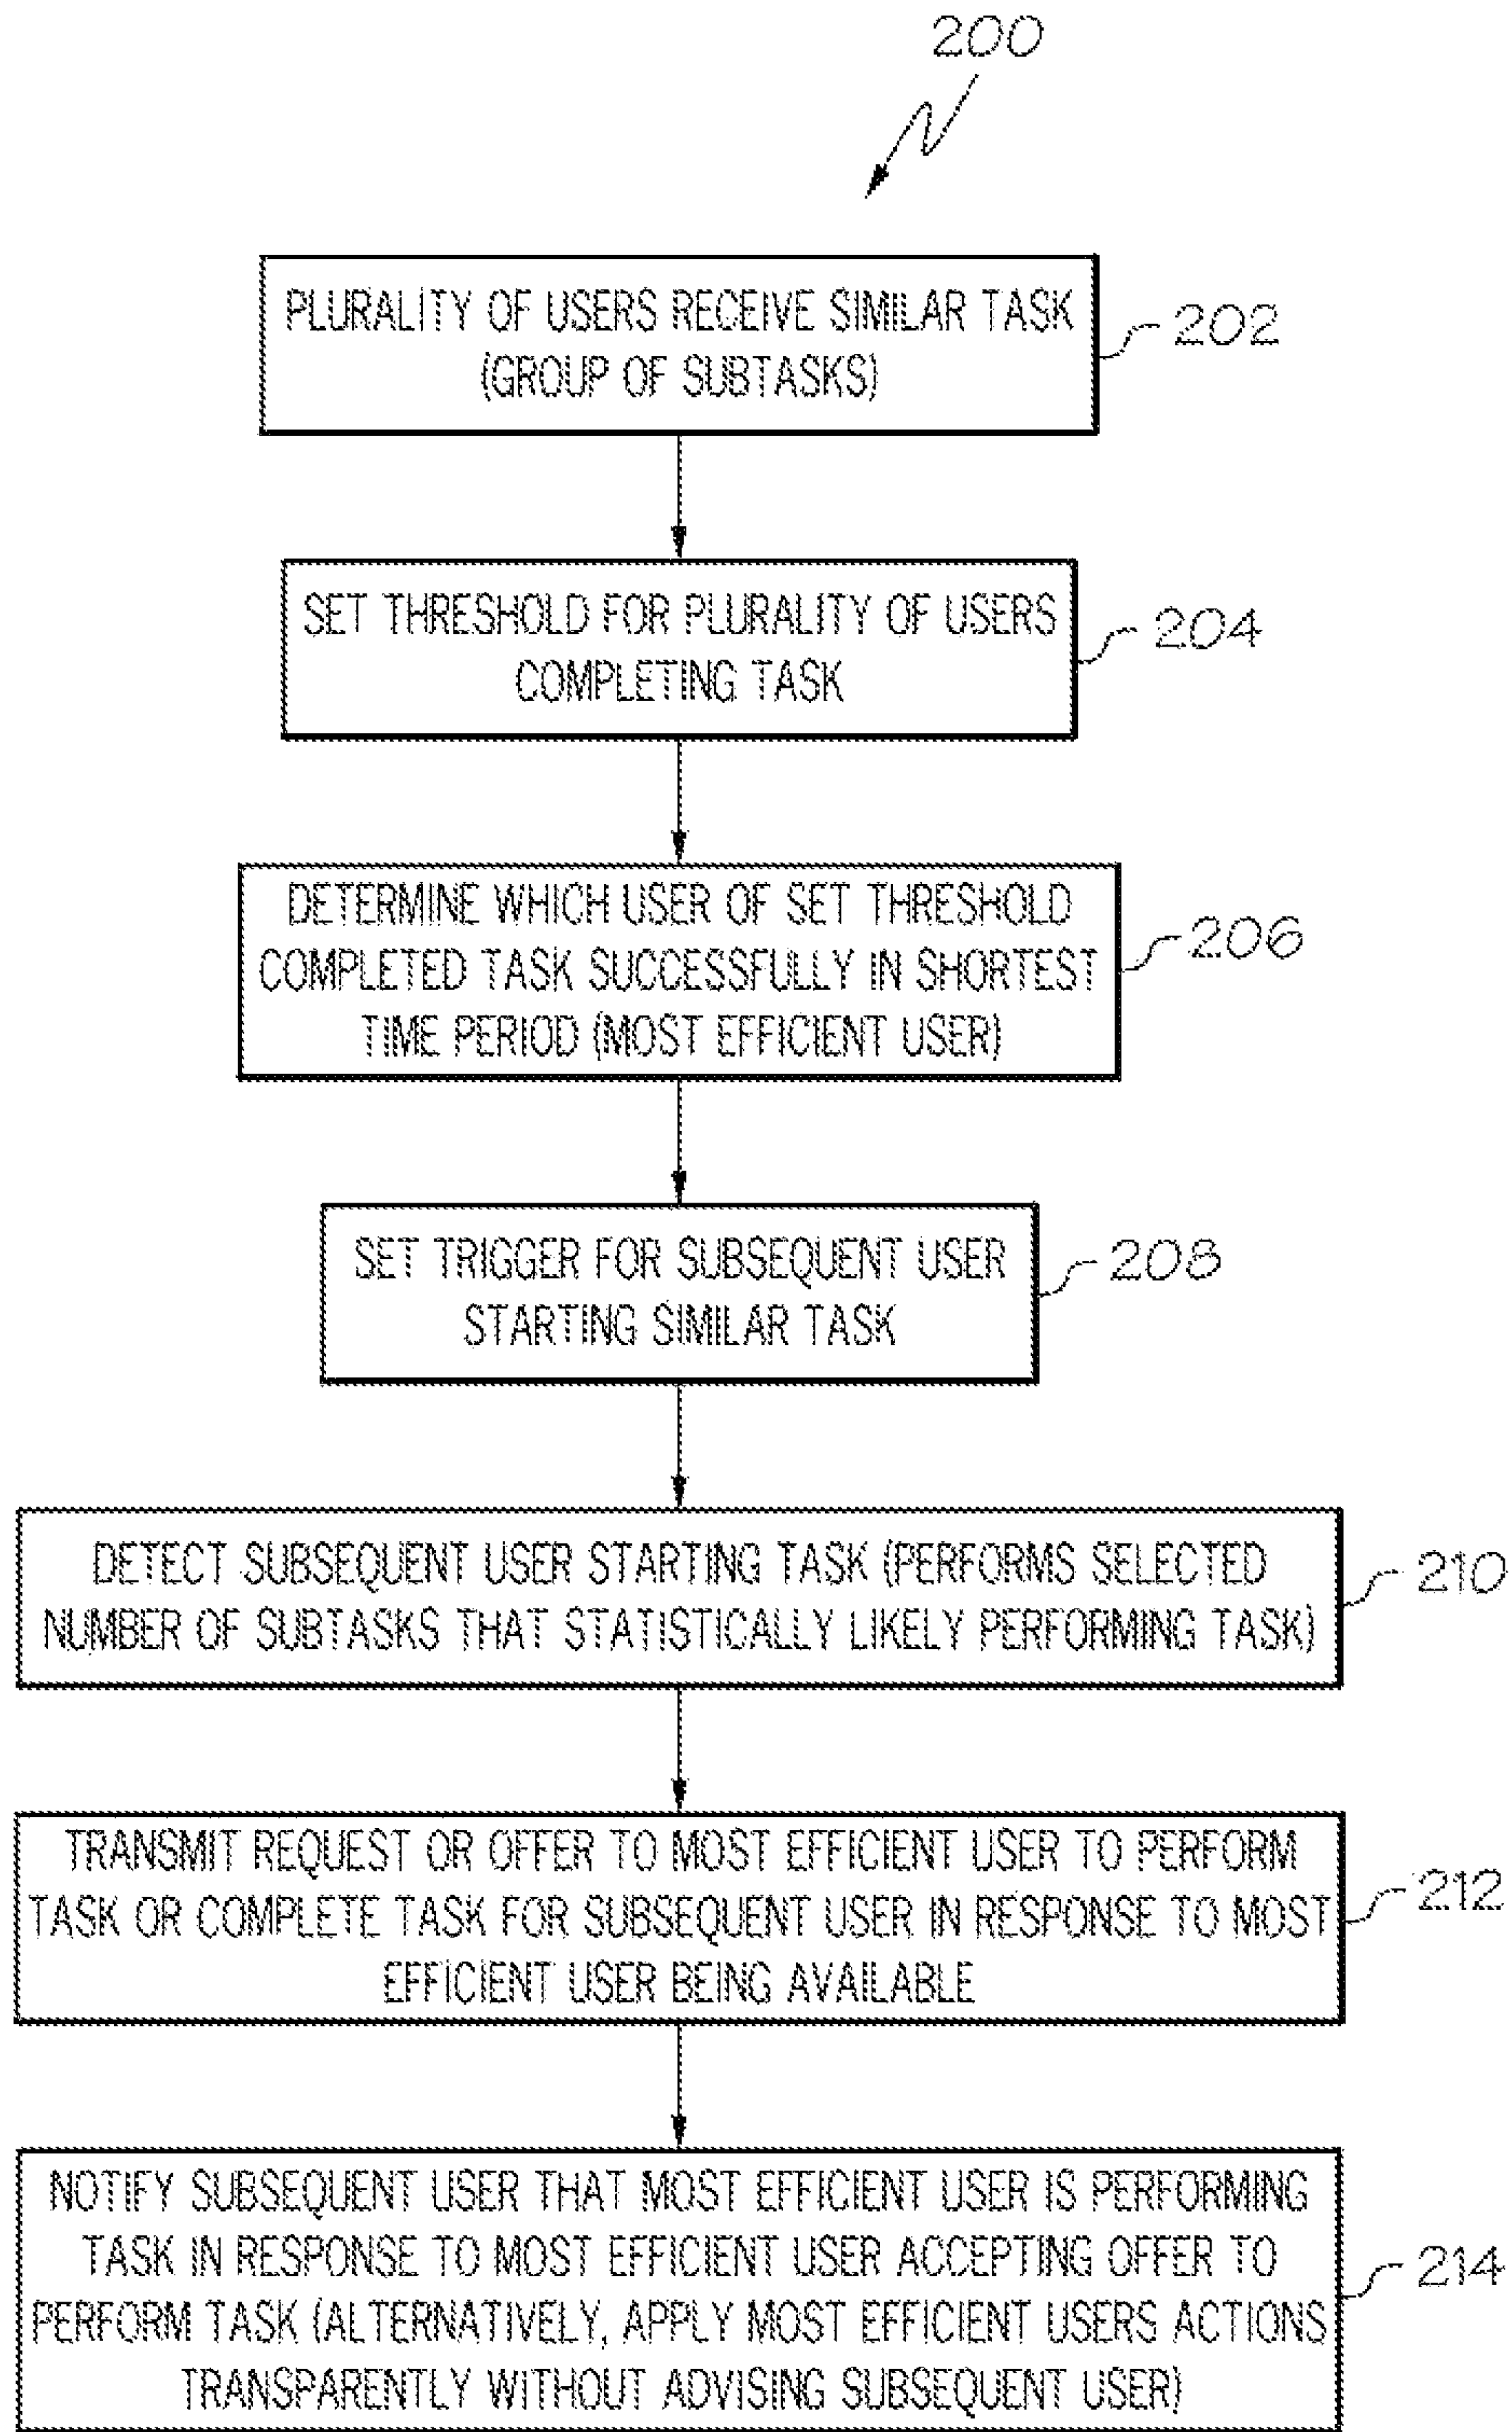 200
PLURALITY OF USERS RECEIVE SIMILAR TASK
(GROUP OF SUBTASKS)
202
SET THRESHOLD FOR PLURALITY OF USERS
COMPLETING TASK
204
DETERMINE WHICH USER OF SET THRESHOLD
COMPLETED TASK SUCCESSFULLY IN SHORTEST
TIME PERIOD (MOST EFFICIENT USER)
206
SET TRIGGER FOR SUBSEQUENT USER
STARTING SIMILAR TASK
208
DETECT SUBSEQUENT USER STARTING TASK (PERFORMS SELECTED
NUMBER OF SUBTASKS THAT STATISTICALLY LIKELY PERFORMING TASK)
210
TRANSMIT REQUEST OR OFFER TO MOST EFFICIENT USER TO PERFORM
TASK OR COMPLETE TASK FOR SUBSEQUENT USER IN RESPONSE TO MOST
EFFICIENT USER BEING AVAILABLE
212
NOTIFY SUBSEQUENT USER THAT MOST EFFICIENT USER IS PERFORMING
TASK IN RESPONSE TO MOST EFFICIENT USER ACCEPTING OFFER TO
PERFORM TASK (ALTERNATIVELY, APPLY MOST EFFICIENT USERS ACTIONS
TRANSPARENTLY WITHOUT ADVISING SUBSEQUENT USER)
214